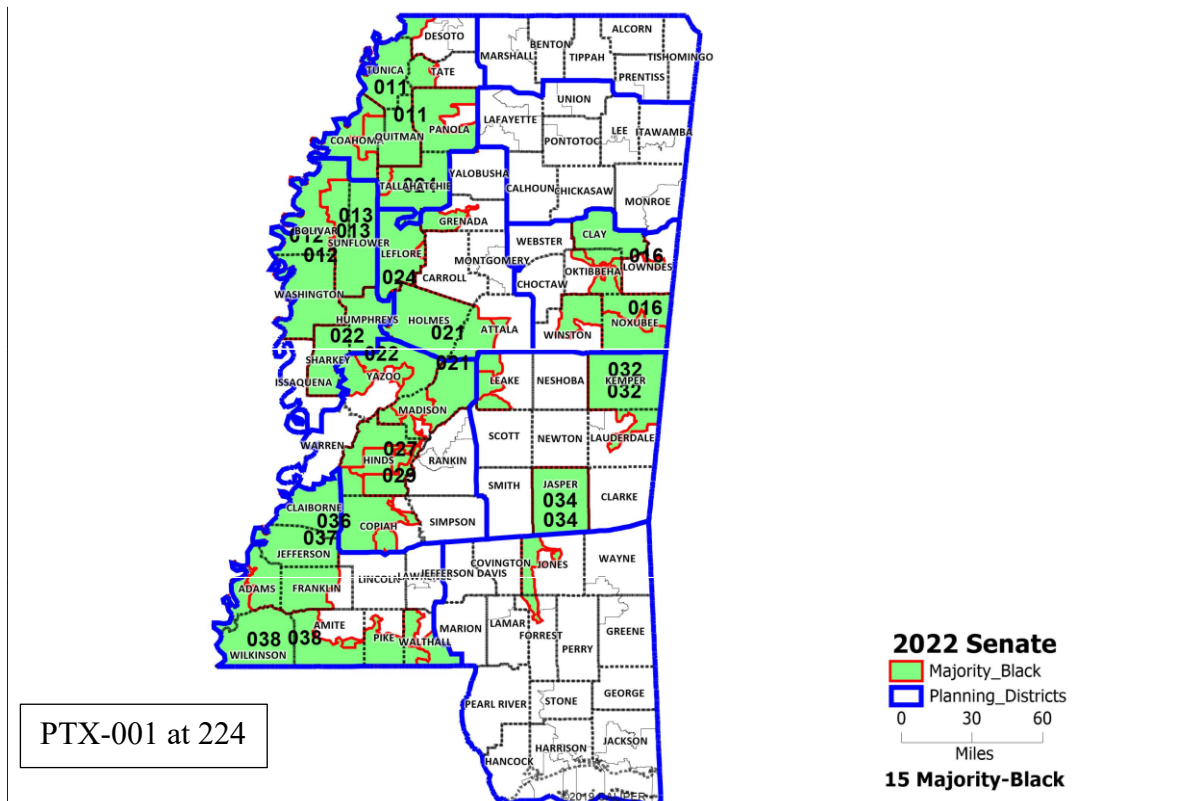 DESOTO
ALCORN
BENTON
MARSHALL
TIPPAH
TISHOMINGO
TUNICA
TATE
PRENTISS
011
UNION
011
LAFAYETTE
PANOLA
LEE
ITAWAMBA
COAHOMA
QUITMAN
PONTOTOC
YALOBUSHA
TALLAHATCHIE
CALHOUN
CHICKASAW
MONROE
013
GRENADA
BOLIVAR
013
CLAY
012
SUNFLOWER
WEBSTER
012
LEFLORE
016
MONTGOMERY
OKTIBBEHA
LOWNDES
024
CARROLL
CHOCTAW
WASHINGTON
HUMPHREYS
HOLMES
016
NOXUBEE
022
021
ATTALA
WINSTON
022
SHARKEY
021
ISSAQUENA
YAZOO
LEAKE
NESHOBA
032
KEMPER
032
MADISON
WARREN
027
SCOTT
NEWTON
LAUDERDALE
HINDS
RANKIN
029
SMITH
JASPER
CLARKE
034
034
CLAIBORNE
036
COPIAH
SIMPSON
037
JEFFERSON
COVINGTON
JONES
WAYNE
LINCOLN
JEFFERSON DAVIS
ADAMS
FRANKLIN
AMITE
MARION
LAMAR
GREENE
038
038
PIKE
WALTHALL
FORREST
PERRY
WILKINSON
PEARL RIVER
STONE
GEORGE
HARRISON
JACKSON
HANCOCK
PTX-001 at 224
2022 Senate
Majority_Black
Planning_Districts
0 30 60
Miles
15 Majority-Black